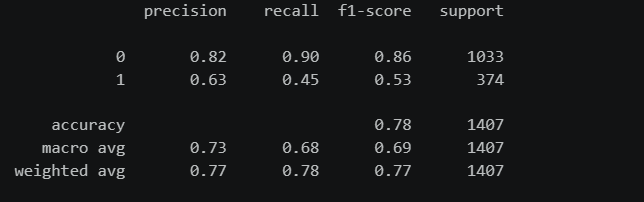 precision recall f1-score support
0 0.82 0.90 0.86 1033
1 0.63 0.45 0.53 374
accuracy 0.78 1407
macro avg 0.73 0.68 0.69 1407
weighted avg 0.77 0.78 0.77 1407